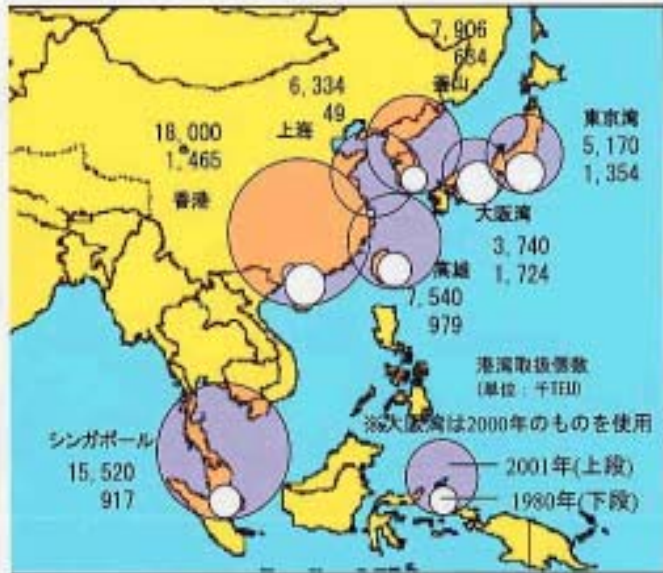 7,906
634
釜山
6,334
49
上海
18,000
1,465
香港
東京湾
5,170
1,354
大阪湾
3,740
1,724
高雄
7,540
979
港湾取扱個数
(単位：千TEU)
※大阪湾は2000年のものを使用
シンガポール
15,520
917
2001年(上段)
1980年(下段)